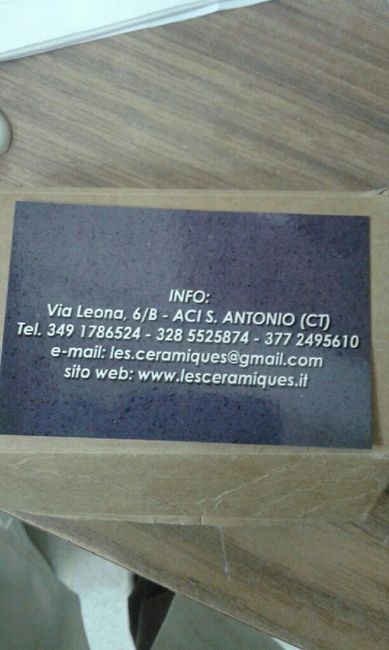 INFO:
Via Leona, 6/B - ACI S. ANTONIO (CT)
Tel. 349 1786524 - 328 5525874 - 377 2495610
e-mail: les.ceramiques@gmail.com
sito web: www.lesceramiques.it